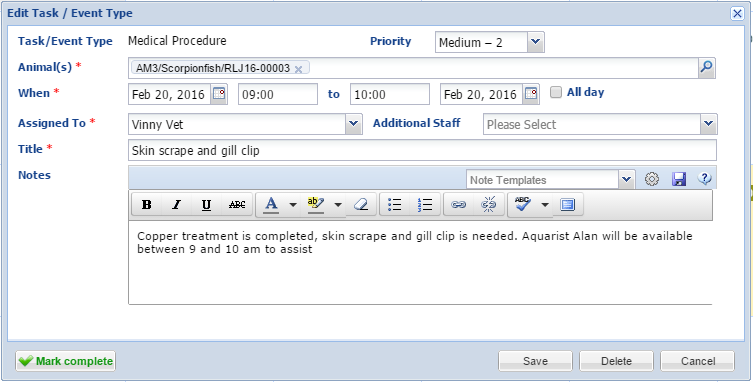 Edit Task / Event Type
Task/Event Type Medical Procedure Priority Medium – 2
Animal(s) * AM3/Scorpionfish/RLJ16-00003
When * Feb 20, 2016 09:00 to 10:00 Feb 20, 2016 All day
Assigned To * Vinny Vet Additional Staff Please Select
Title * Skin scrape and gill clip
Notes Note Templates
B I U ABC A ab ABC
Copper treatment is completed, skin scrape and gill clip is needed. Aquarist Alan will be available
between 9 and 10 am to assist
Mark complete Save Delete Cancel